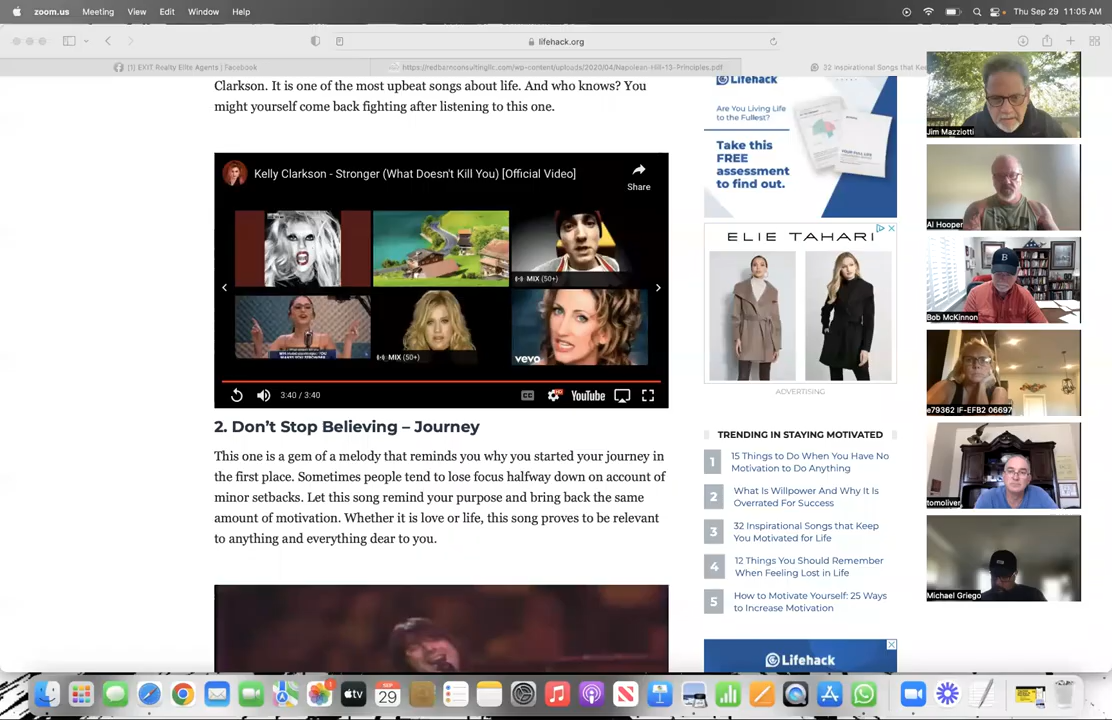 zoom.us Meeting View Edit Window Help
Thu Sep 29 11:05 AM
lifehack.org
(1) EXIT Realty Elite Agents | Facebook
https://redbarnconsultingllc.com/wp-content/uploads/2020/04/Napolean-Hill-13-Principles.pdf
32 Inspirational Songs that Kee
Clarkson. It is one of the most upbeat songs about life. And who knows? You
might yourself come back fighting after listening to this one.
Kelly Clarkson - Stronger (What Doesn't Kill You) [Official Video]
Share
MIX (50+)
MIX (50+)
vevo
3:40 / 3:40
CC
YouTube
2. Don’t Stop Believing – Journey
This one is a gem of a melody that reminds you why you started your journey in
the first place. Sometimes people tend to lose focus halfway down on account of
minor setbacks. Let this song remind your purpose and bring back the same
amount of motivation. Whether it is love or life, this song proves to be relevant
to anything and everything dear to you.
Lifehack
Are You Living Life
to the Fullest?
Take this
FREE
assessment
to find out.
ELIE TAHARI
ADVERTISING
TRENDING IN STAYING MOTIVATED
1 15 Things to Do When You Have No
Motivation to Do Anything
2 What Is Willpower And Why It Is
Overrated For Success
3 32 Inspirational Songs that Keep
You Motivated for Life
4 12 Things You Should Remember
When Feeling Lost in Life
5 How to Motivate Yourself: 25 Ways
to Increase Motivation
Lifehack
Jim Mazziotti
Al Hooper
B
Bob McKinnon
e79362 IF-EFB2 06697
tomoliver
Michael Griego
1
tv
SEP
29